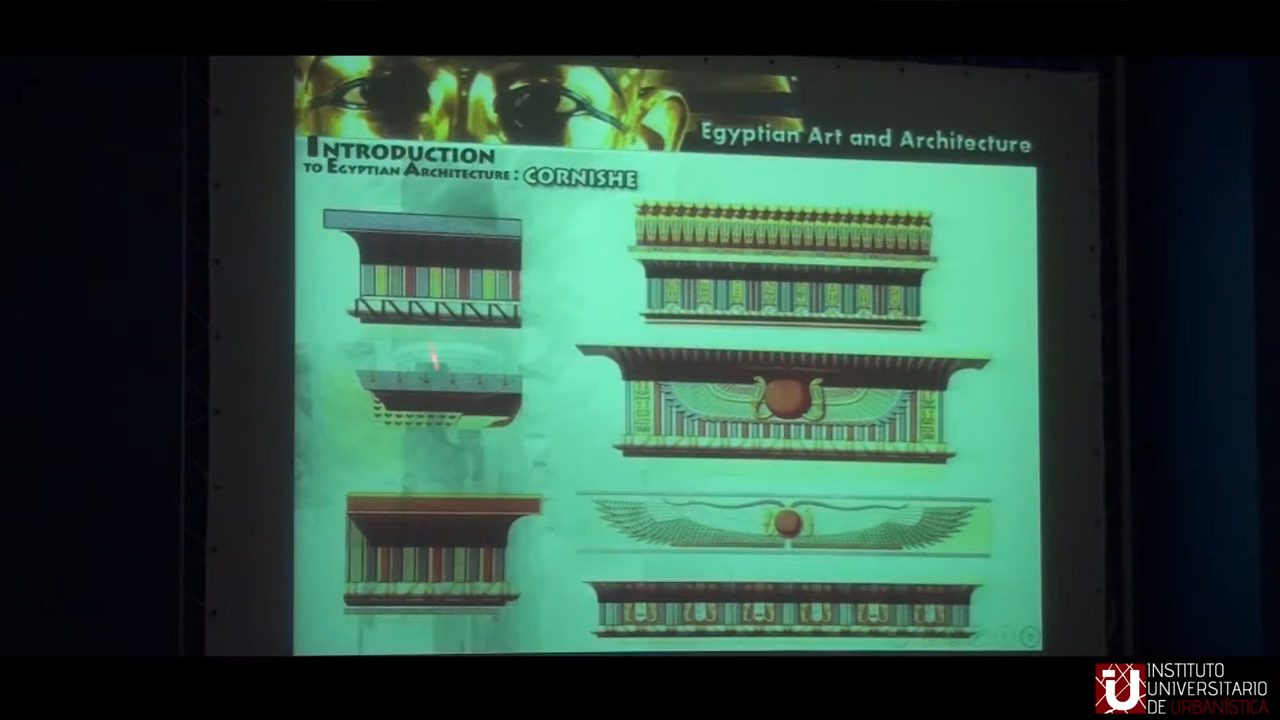 Egyptian Art and Architecture
INTRODUCTION
TO EGYPTIAN ARCHITECTURE : CORNISHE
INSTITUTO
UNIVERSITARIO
DE URBANÍSTICA